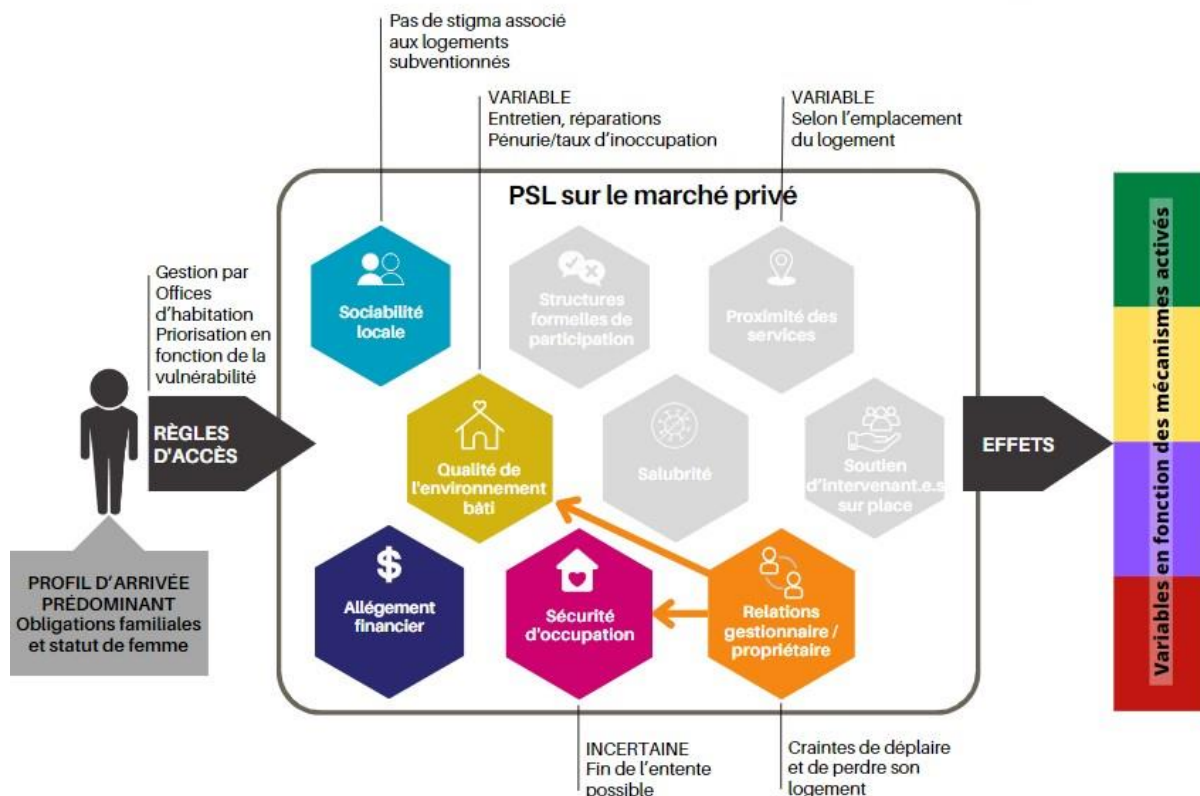 Pas de stigma associé
aux logements
subventionnés
VARIABLE
Entretien, réparations
Pénurie/taux d'inoccupation
VARIABLE
Selon l'emplacement
du logement
PSL sur le marché privé
Gestion par
Offices
d'habitation
Priorisation en
fonction de la
vulnérabilité
RÈGLES
D'ACCÈS
PROFIL D'ARRIVÉE
PRÉDOMINANT
Obligations familiales
et statut de femme
Sociabilité
locale
Structures
formelles de
participation
Proximité des
services
Qualité de
l'environnement
bâti
Salubrité
Soutien
d'intervenant.e.s
sur place
$
Allégement
financier
Sécurité
d'occupation
Relations
gestionnaire /
propriétaire
EFFETS
Variables en fonction des mécanismes activés
INCERTAINE
Fin de l'entente
possible
Craintes de déplaire
et de perdre son
logement